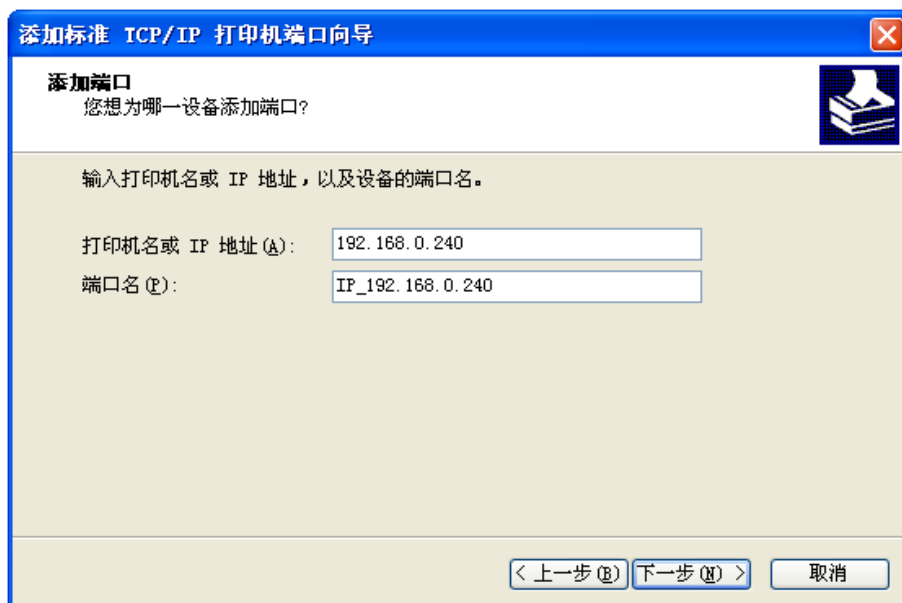 添加标准 TCP/IP 打印机端口向导
添加端口
您想为哪一设备添加端口?
输入打印机名或 IP 地址,以及设备的端口名。
打印机名或 IP 地址(A): 192.168.0.240
端口名(P): IP_192.168.0.240
< 上一步(B) 下一步(N) > 取消